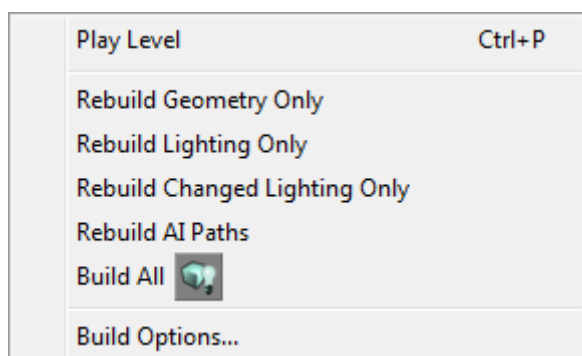 Play Level Ctrl+P
Rebuild Geometry Only
Rebuild Lighting Only
Rebuild Changed Lighting Only
Rebuild AI Paths
Build All
Build Options...